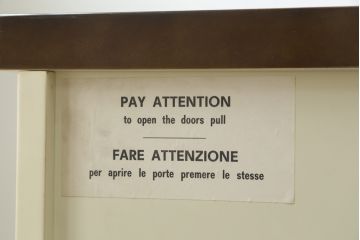 PAY ATTENTION
to open the doors pull
FARE ATTENZIONE
per aprire le porte premere le stesse